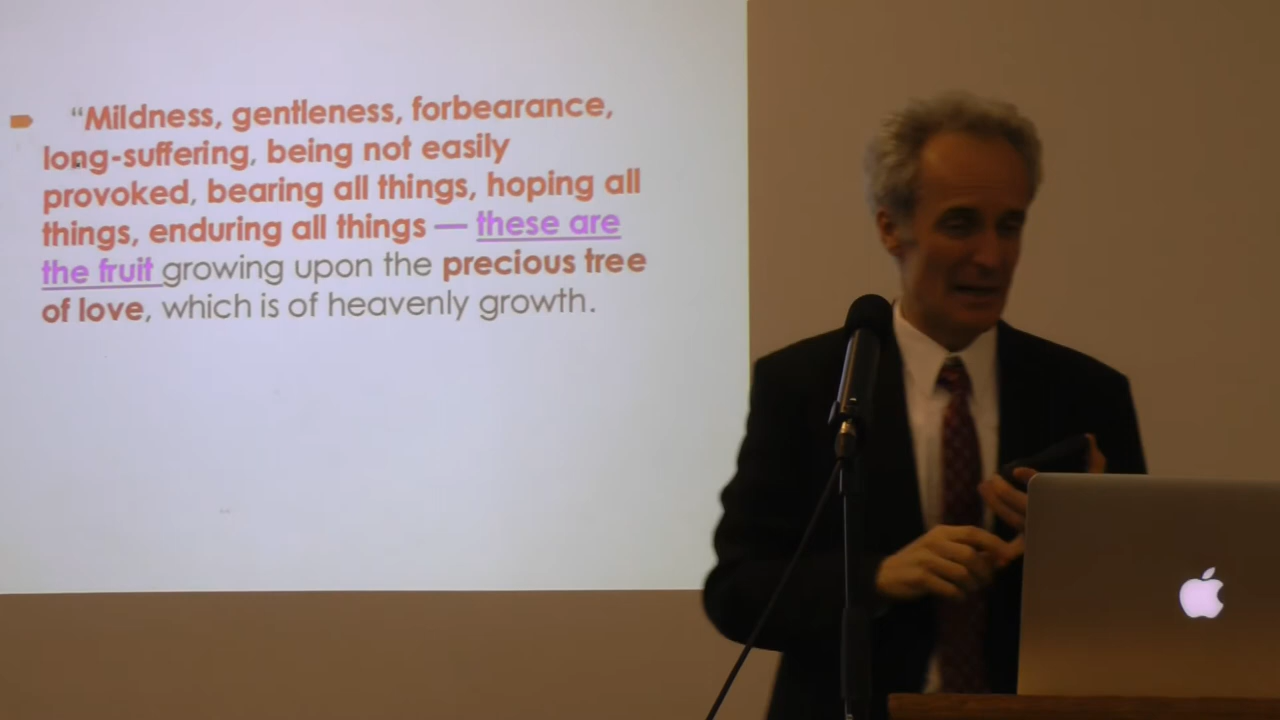 “Mildness, gentleness, forbearance,
long-suffering, being not easily
provoked, bearing all things, hoping all
things, enduring all things — these are
the fruit growing upon the precious tree
of love, which is of heavenly growth.